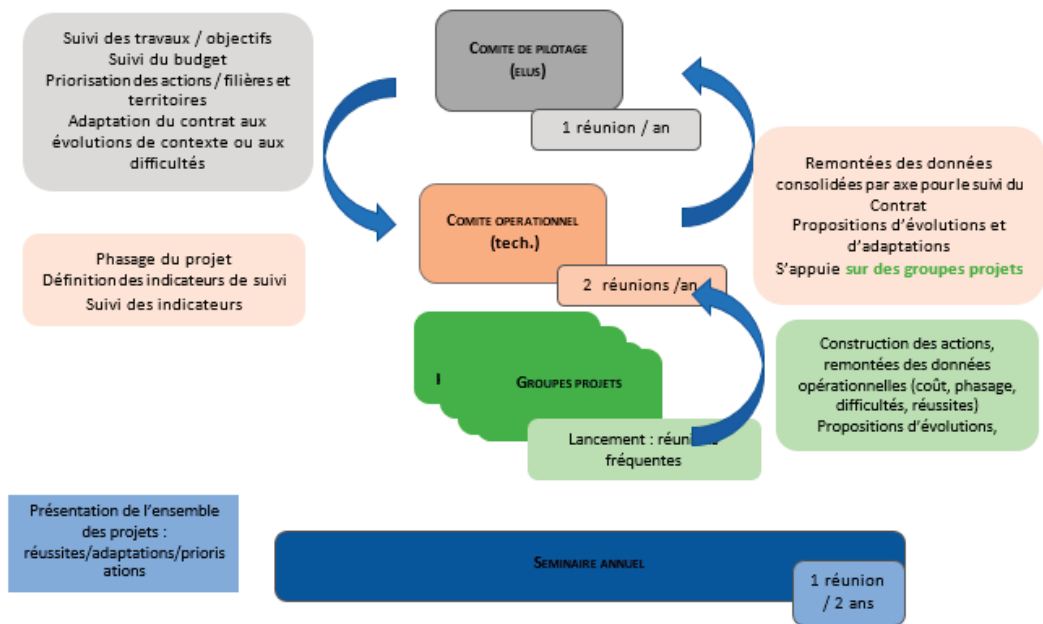 Suivi des travaux / objectifs
Suivi du budget
Priorisation des actions / filières et
territoires
Adaptation du contrat aux
évolutions de contexte ou aux
difficultés
COMITE DE PILOTAGE
(ELUS)
1 réunion / an
Remontées des données
consolidées par axe pour le suivi du
Contrat
Propositions d'évolutions et
d'adaptations
S'appuie sur des groupes projets
COMITE OPERATIONNEL
(tech.)
2 réunions /an
Phasage du projet
Définition des indicateurs de suivi
Suivi des indicateurs
GROUPES PROJETS
Lancement :
fréquentes
Construction des actions,
remontées des données
opérationnelles (coût, phasage,
difficultés, réussites)
Propositions d'évolutions,
Présentation de l'ensemble
des projets :
réussites/adaptations/prioris
ations
SEMINAIRE ANNUEL
1 réunion
/ 2 ans